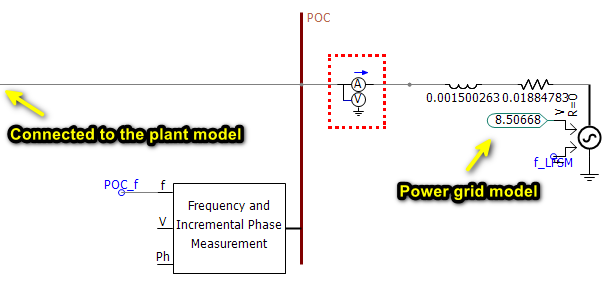 POC
A
V
0.001500263
0.01884783
Connected to the plant model
8.50668
V
R=0
f_LFSM
Power grid model
POC_f
f
V
Ph
Frequency and
Incremental Phase
Measurement